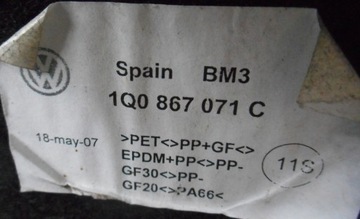 Spain BM3
1Q0 867 071 C
18-may-07
>PET<>PP+GF<>
EPDM+PP<>PP-
GF30<>PP-
GF20<>PA66<
11S